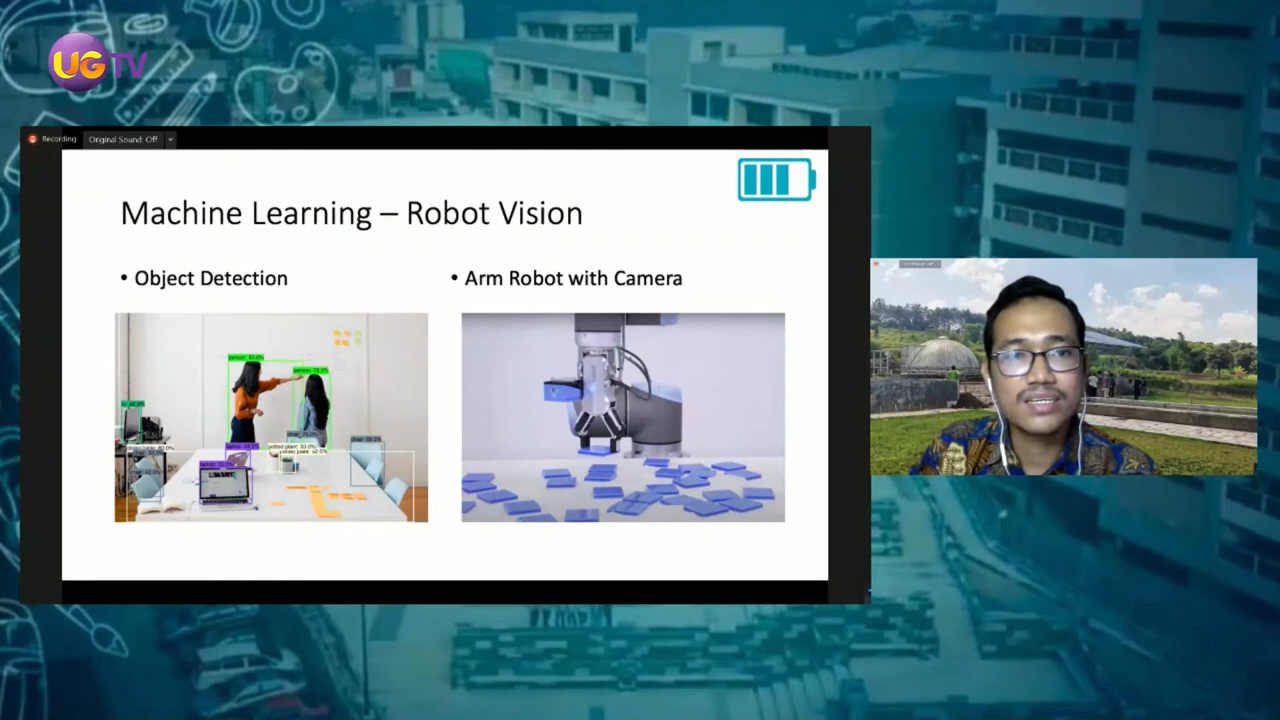 UGTV
Recording
Original Sound: Off
Machine Learning – Robot Vision
• Object Detection
• Arm Robot with Camera